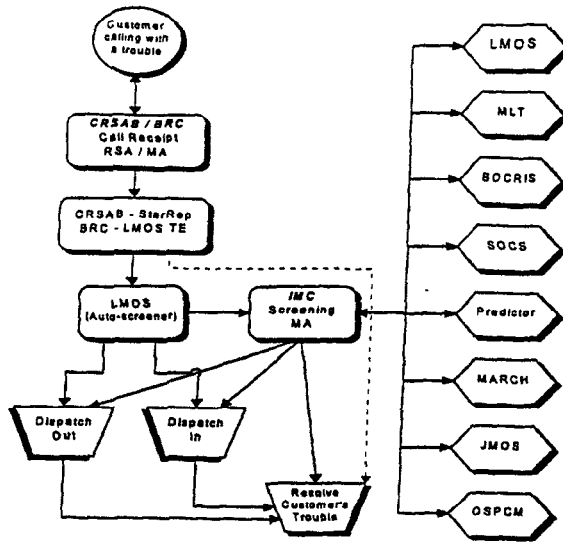 Customer
calling with
a trouble
CRSAB / BRC
Call Receipt
RSA / MA
CRSAB - StarRep
BRC - LMOS TE
LMOS
(Auto-screener)
IMC
Screening
MA
Dispatch
Out
Dispatch
In
Resolve
Customer's
Trouble
LMOS
MLT
BOCRIS
SOCS
Predictor
MARCH
JMOS
OSPCM